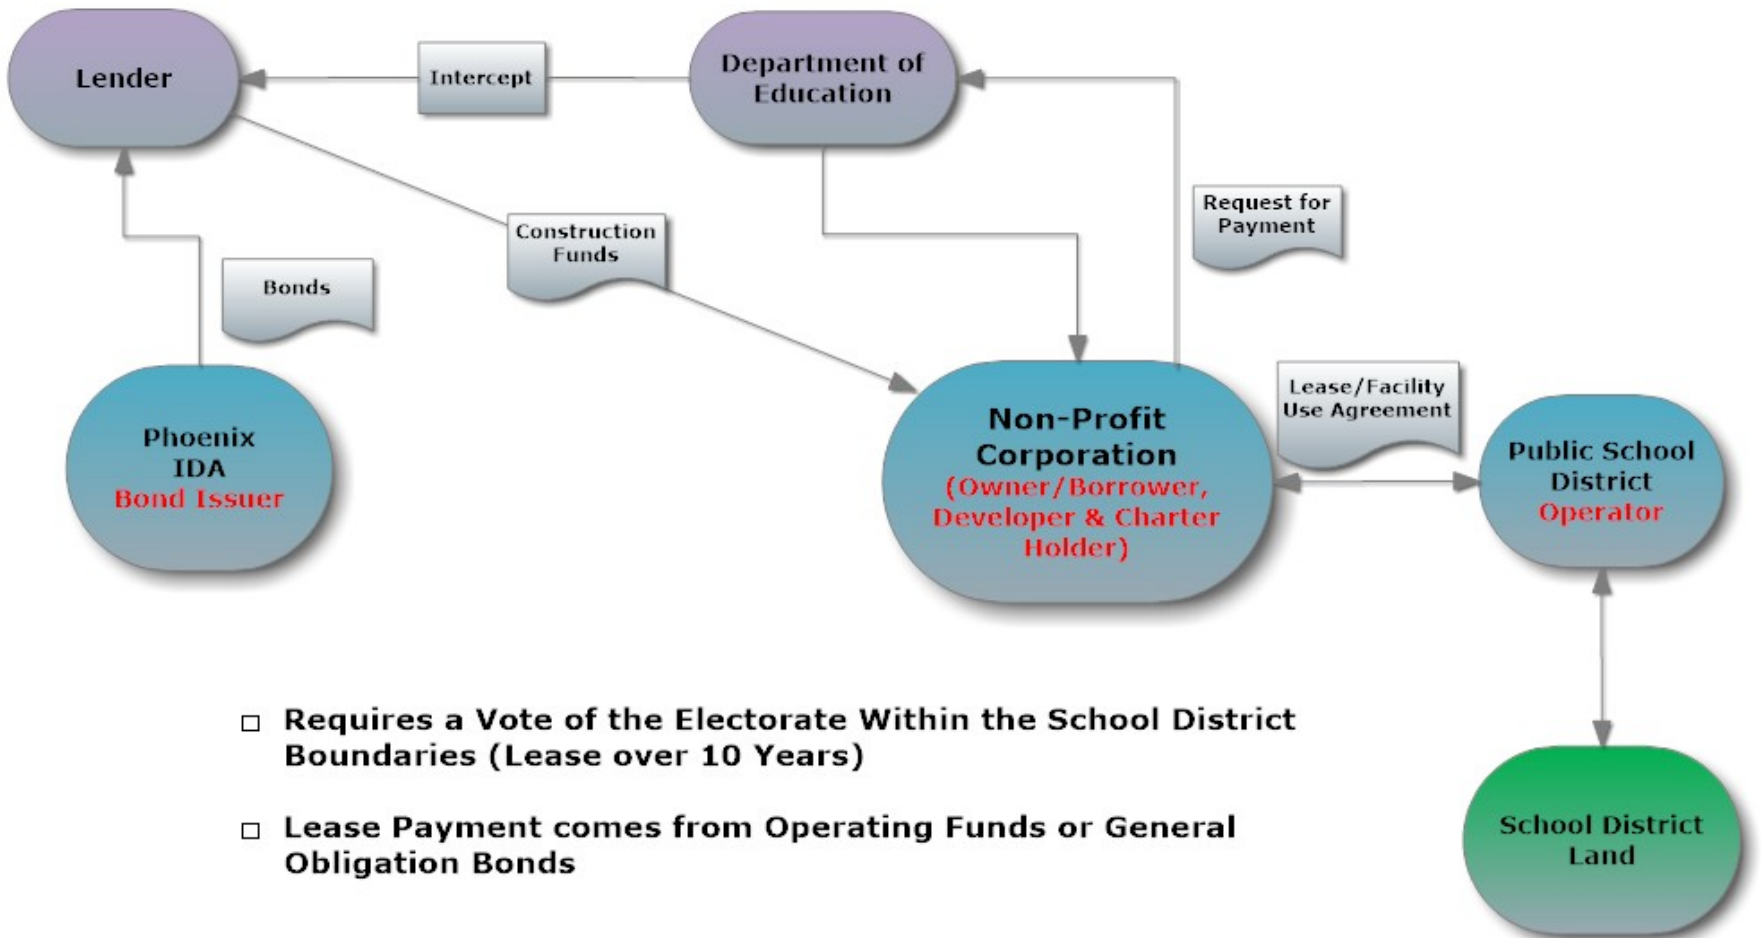 Lender
Intercept
Department of
Education
Request for
Payment
Construction
Funds
Bonds
Phoenix
IDA
Bond Issuer
Non-Profit
Corporation
(Owner/Borrower,
Developer & Charter
Holder)
Lease/Facility
Use Agreement
Public School
District
Operator
□ Requires a Vote of the Electorate Within the School District
Boundaries (Lease over 10 Years)
□ Lease Payment comes from Operating Funds or General
Obligation Bonds
School District
Land